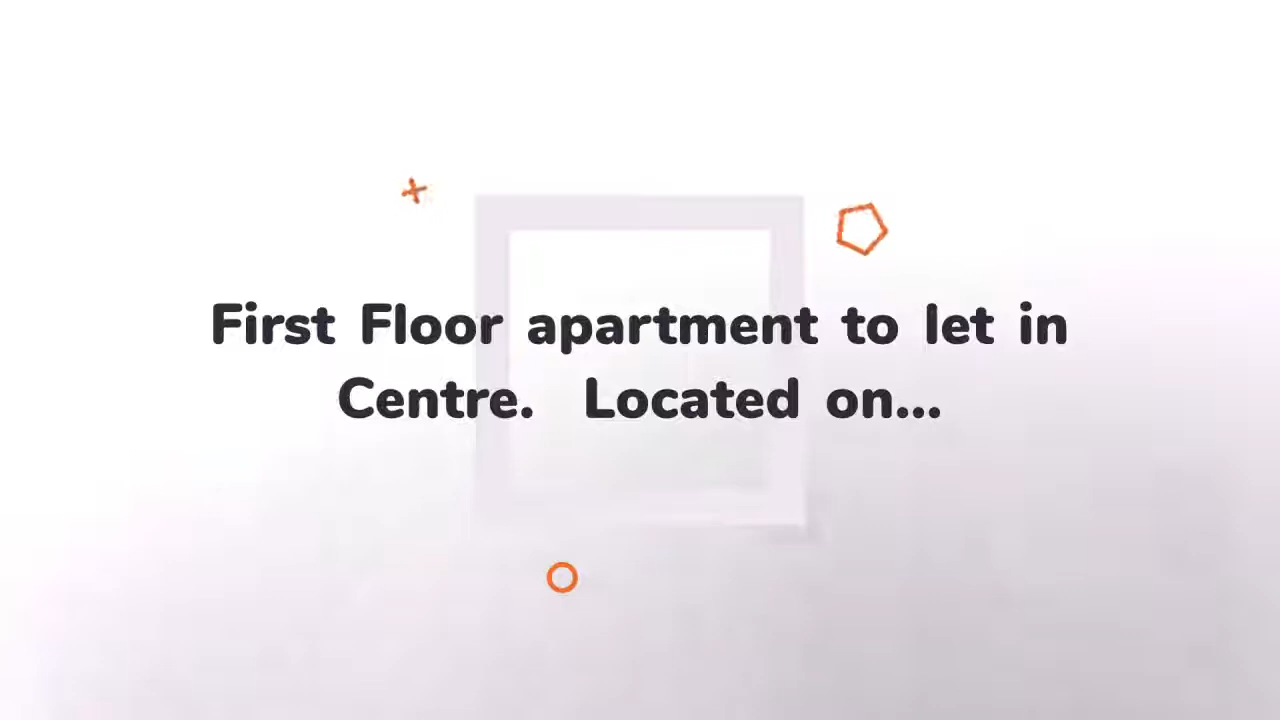 First Floor apartment to let in
Centre.  Located on...